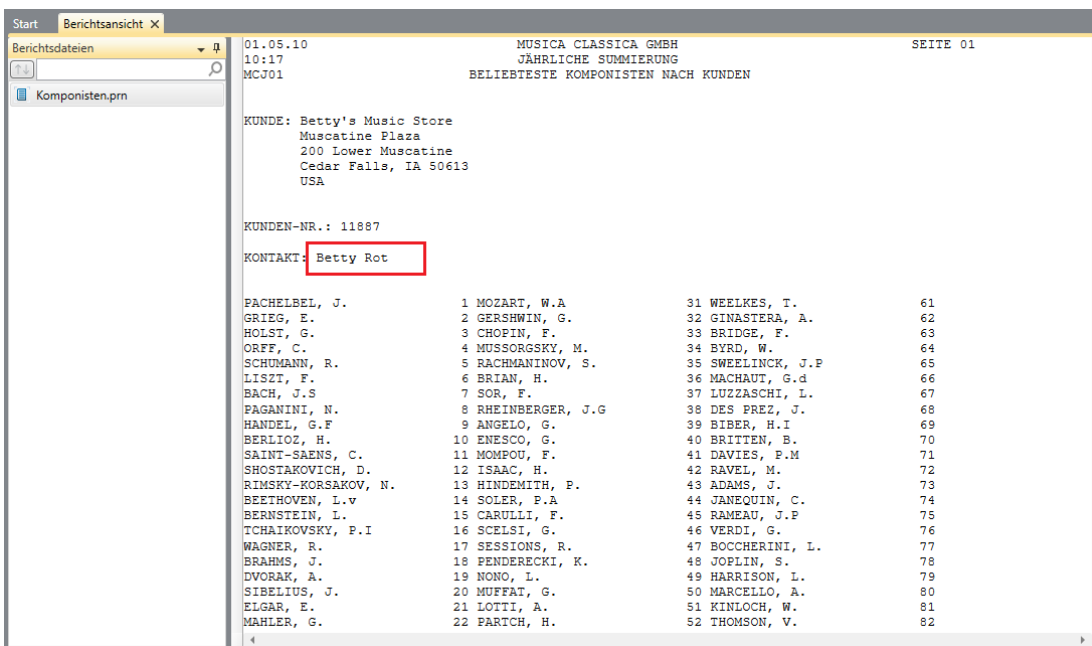 Start Berichtsansicht ×
Berichtsdateien
Komponisten.prn
01.05.10 MUSICA CLASSICA GMBH SEITE 01
10:17 JÄHRLICHE SUMMIERUNG
MCJ01 BELIEBTESTE KOMPONISTEN NACH KUNDEN
KUNDE: Betty's Music Store
Muscatine Plaza
200 Lower Muscatine
Cedar Falls, IA 50613
USA
KUNDEN-NR.: 11887
KONTAKT: Betty Rot
PACHELBEL, J. 1 MOZART, W.A 31 WEELKES, T. 61
GRIEG, E. 2 GERSHWIN, G. 32 GINASTERA, A. 62
HOLST, G. 3 CHOPIN, F. 33 BRIDGE, F. 63
ORFF, C. 4 MUSSORGSKY, M. 34 BYRD, W. 64
SCHUMANN, R. 5 RACHMANINOV, S. 35 SWEELINCK, J.P 65
LISZT, F. 6 BRIAN, H. 36 MACHAUT, G.d 66
BACH, J.S 7 SOR, F. 37 LUZZASCHI, L. 67
PAGANINI, N. 8 RHEINBERGER, J.G 38 DES PREZ, J. 68
HANDEL, G.F 9 ANGELO, G. 39 BIBER, H.I 69
BERLIOZ, H. 10 ENESCO, G. 40 BRITTEN, B. 70
SAINT-SAENS, C. 11 MOMPOU, F. 41 DAVIES, P.M 71
SHOSTAKOVICH, D. 12 ISAAC, H. 42 RAVEL, M. 72
RIMSKY-KORSAKOV, N. 13 HINDEMITH, P. 43 ADAMS, J. 73
BEETHOVEN, L.v 14 SOLER, P.A 44 JANEQUIN, C. 74
BERNSTEIN, L. 15 CARULLI, F. 45 RAMEAU, J.P 75
TCHAIKOVSKY, P.I 16 SCELSI, G. 46 VERDI, G. 76
WAGNER, R. 17 SESSIONS, R. 47 BOCCHERINI, L. 77
BRAHMS, J. 18 PENDERECKI, K. 48 JOPLIN, S. 78
DVORAK, A. 19 NONO, L. 49 HARRISON, L. 79
SIBELIUS, J. 20 MUFFAT, G. 50 MARCELLO, A. 80
ELGAR, E. 21 LOTTI, A. 51 KINLOCH, W. 81
MAHLER, G. 22 PARTCH, H. 52 THOMSON, V. 82